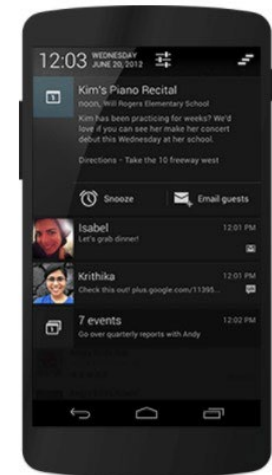 12:03 WEDNESDAY
JUNE 20, 2012
Kim's Piano Recital
noon, Will Rogers Elementary School
Kim has been practicing for weeks? We'd
love if you can see her make her concert
debut this Wednesday at her school.
Directions - Take the 10 freeway west
Snooze
Email guests
Isabel 12:01 PM
Let's grab dinner!
Krithika 12:01 PM
Check this out! plus.google.com/11395...
7 events 12:02 PM
Go over quarterly reports with Andy